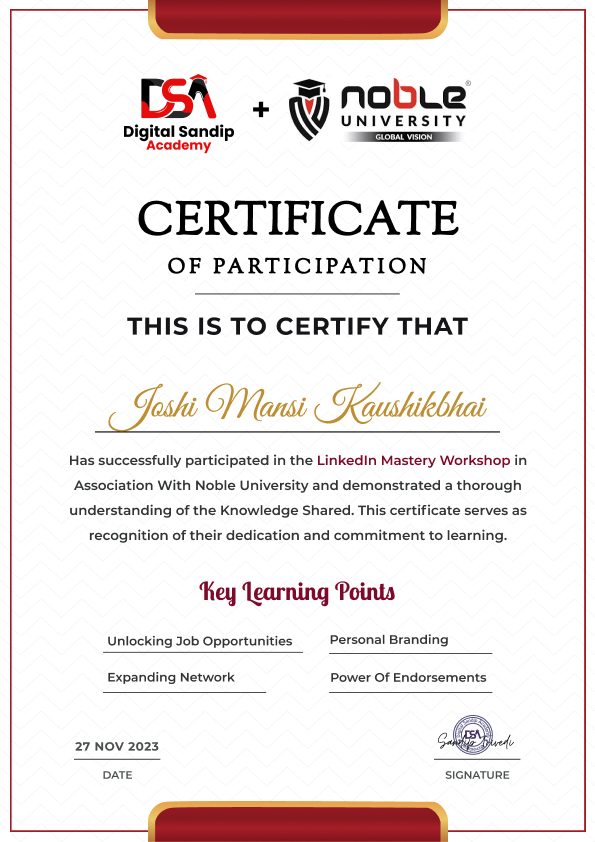 DSA
Digital Sandip
Academy
+
noble®
UNIVERSITY
GLOBAL VISION
CERTIFICATE
OF PARTICIPATION
THIS IS TO CERTIFY THAT
Joshi Mansi Kaushikbhai
Has successfully participated in the LinkedIn Mastery Workshop in
Association With Noble University and demonstrated a thorough
understanding of the Knowledge Shared. This certificate serves as
recognition of their dedication and commitment to learning.
Key Learning Points
Unlocking Job Opportunities
Personal Branding
Expanding Network
Power Of Endorsements
27 NOV 2023
DATE
DSA
SIGNATURE